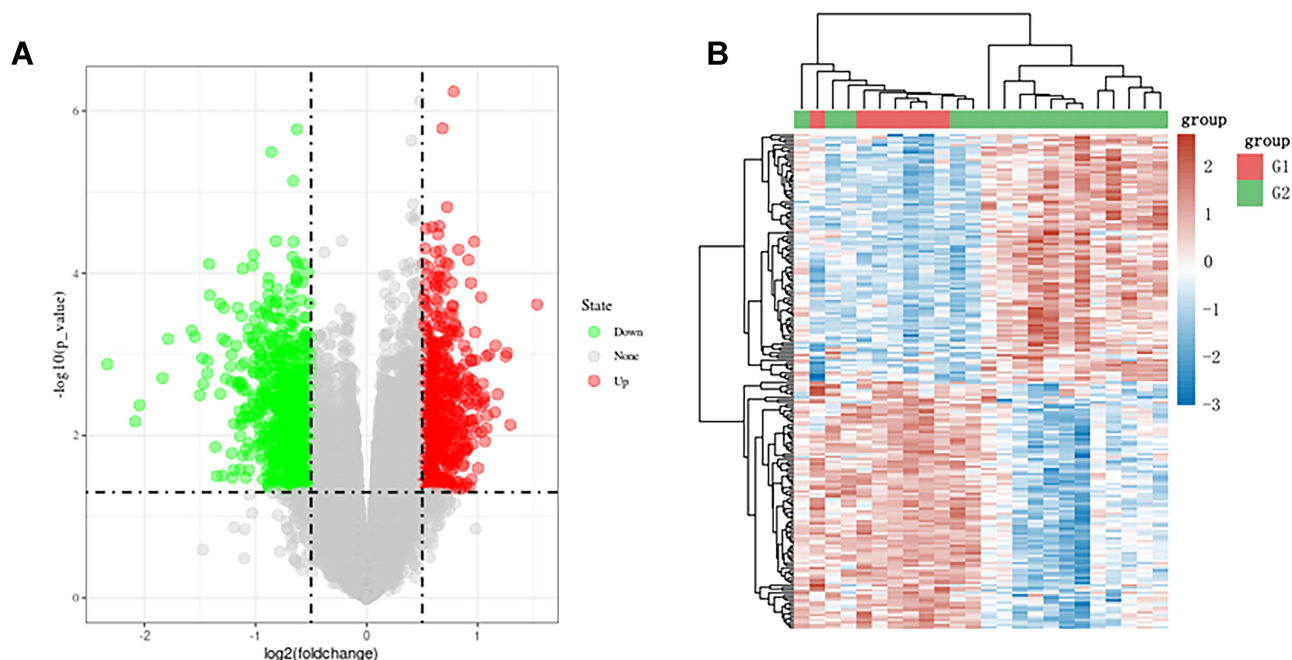 A
-log10(p_value)
6
4
2
0
-2
-1
0
1
log2(foldchange)
State
Down
None
Up
B
group
2
1
0
-1
-2
-3
group
G1
G2